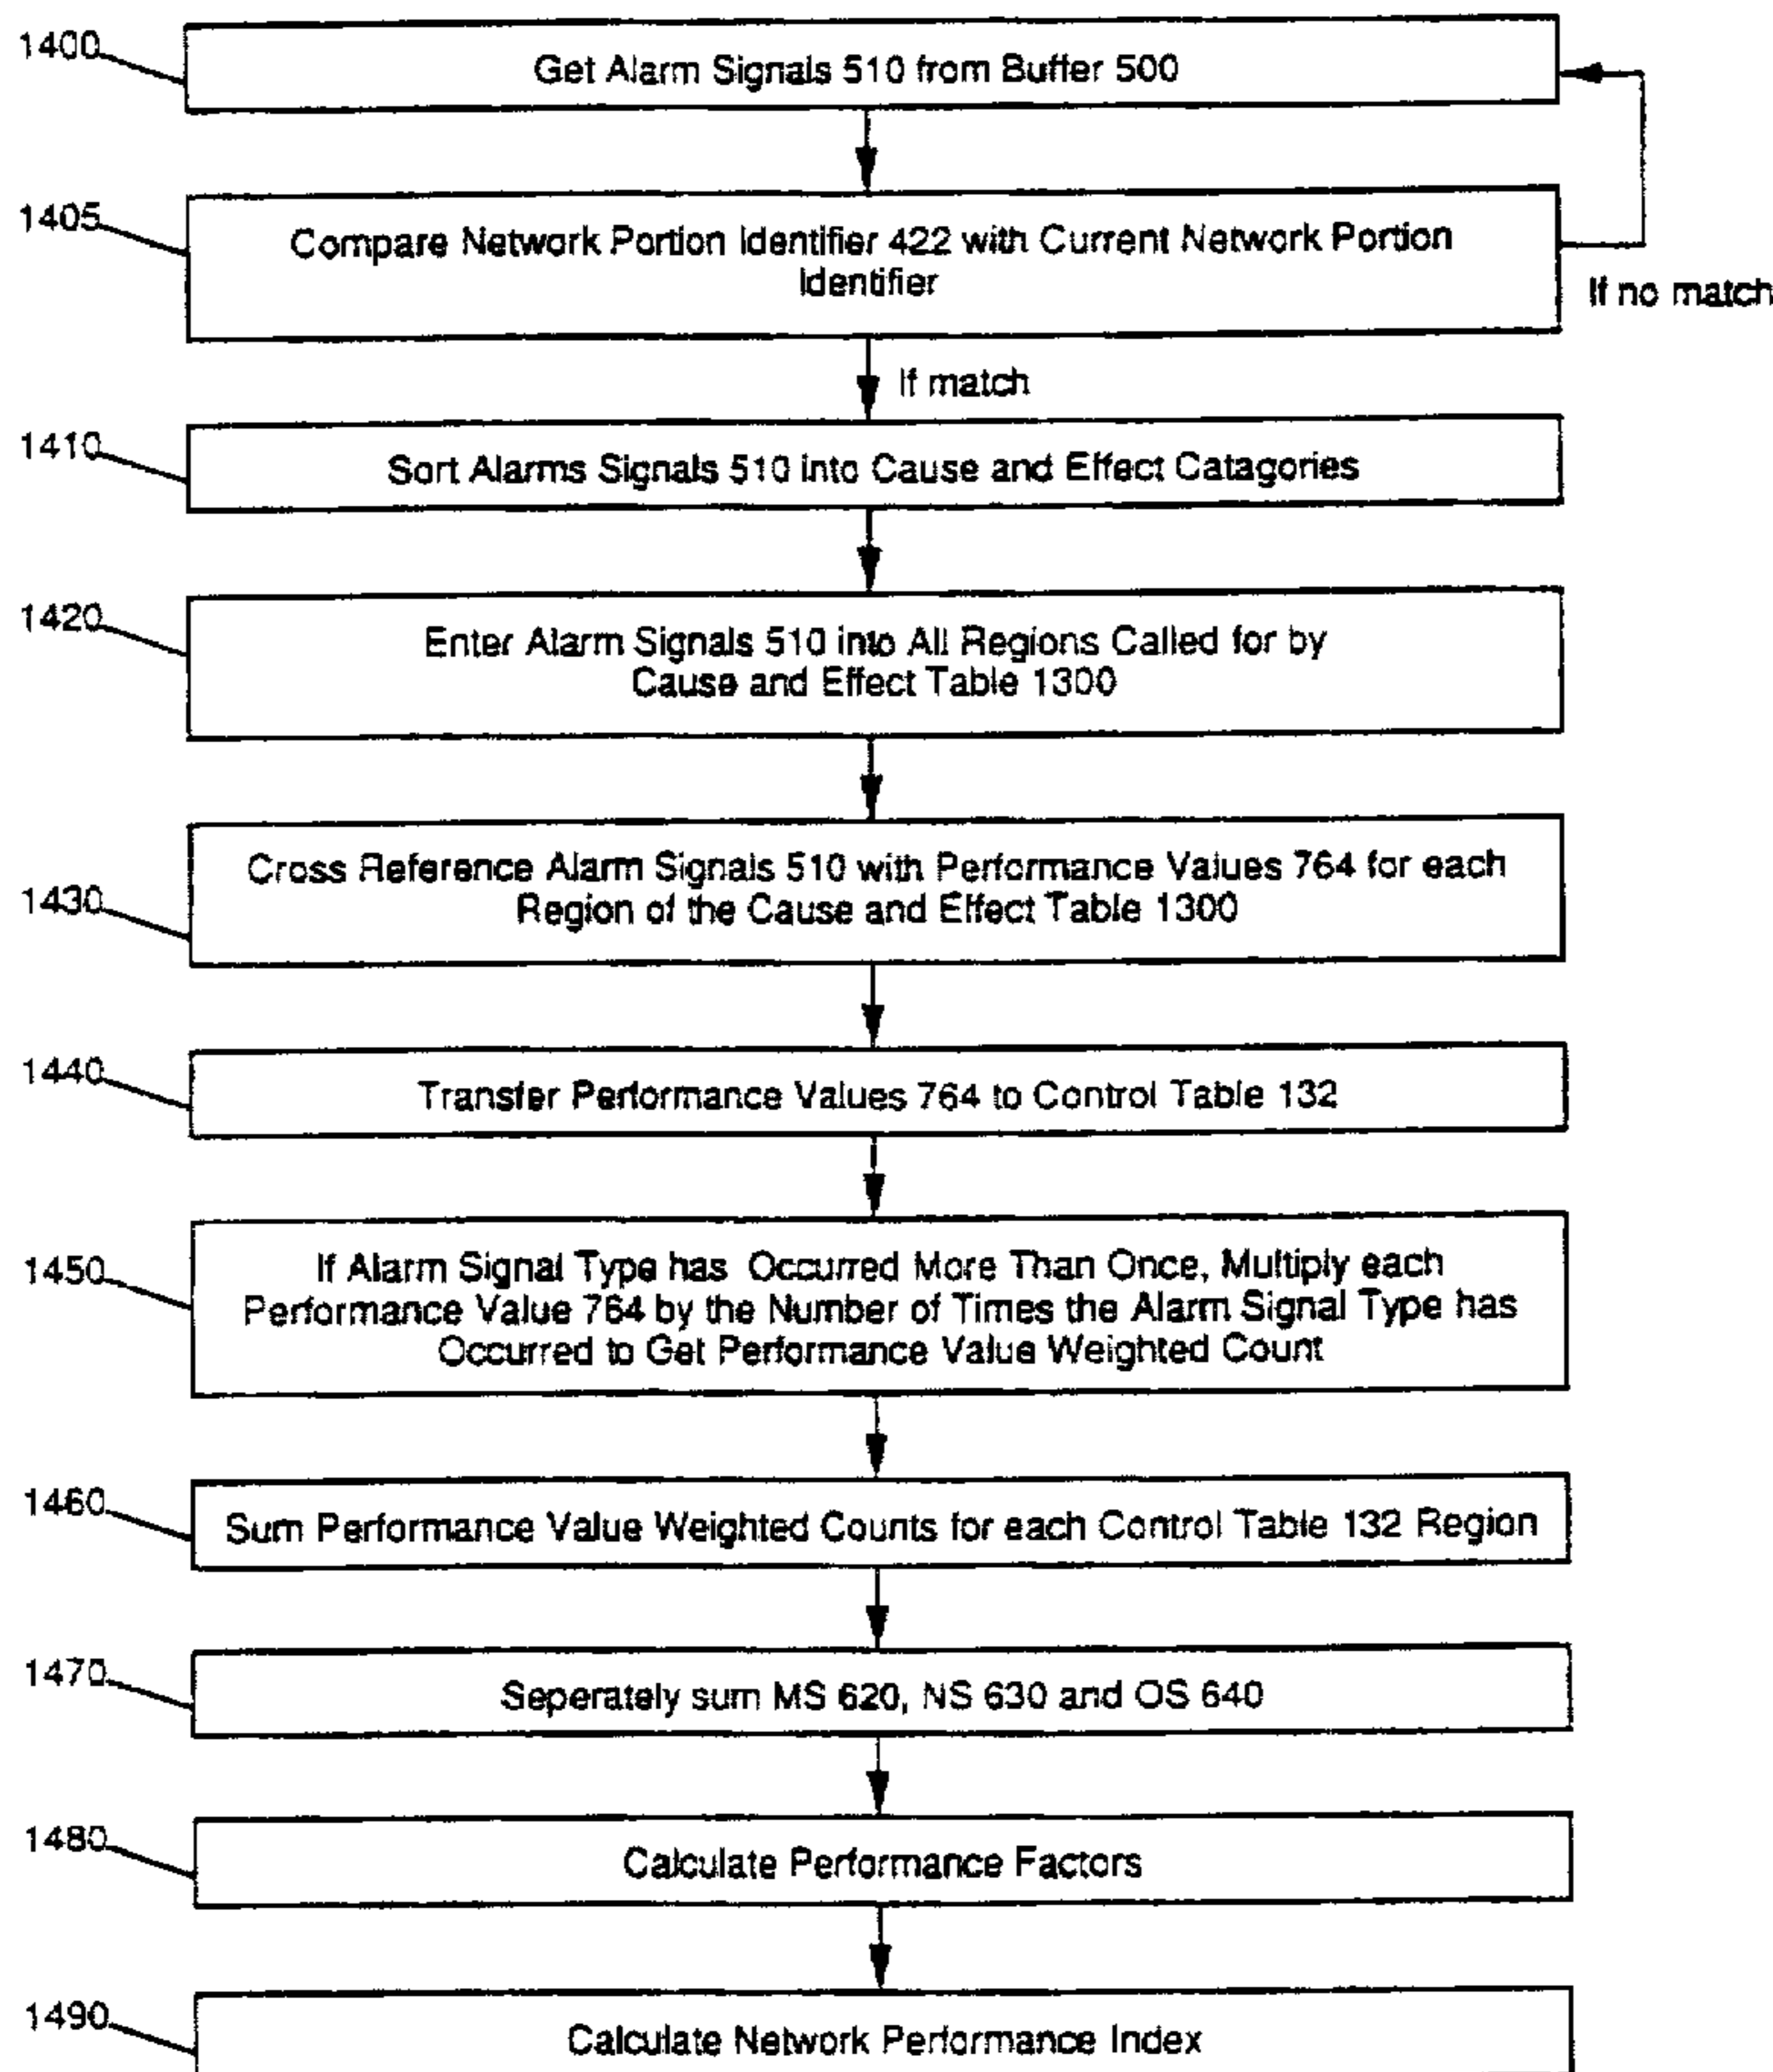 1400
Get Alarm Signals 510 from Buffer 500
1405
Compare Network Portion Identifier 422 with Current Network Portion
Identifier
If no match
If match
1410
Sort Alarms Signals 510 into Cause and Effect Catagories
1420
Enter Alarm Signals 510 into All Regions Called for by
Cause and Effect Table 1300
1430
Cross Reference Alarm Signals 510 with Performance Values 764 for each
Region of the Cause and Effect Table 1300
1440
Transfer Performance Values 764 to Control Table 132
1450
If Alarm Signal Type has Occurred More Than Once, Multiply each
Performance Value 764 by the Number of Times the Alarm Signal Type has
Occurred to Get Performance Value Weighted Count
1460
Sum Performance Value Weighted Counts for each Control Table 132 Region
1470
Seperately sum MS 620, NS 630 and OS 640
1480
Calculate Performance Factors
1490
Calculate Network Performance Index